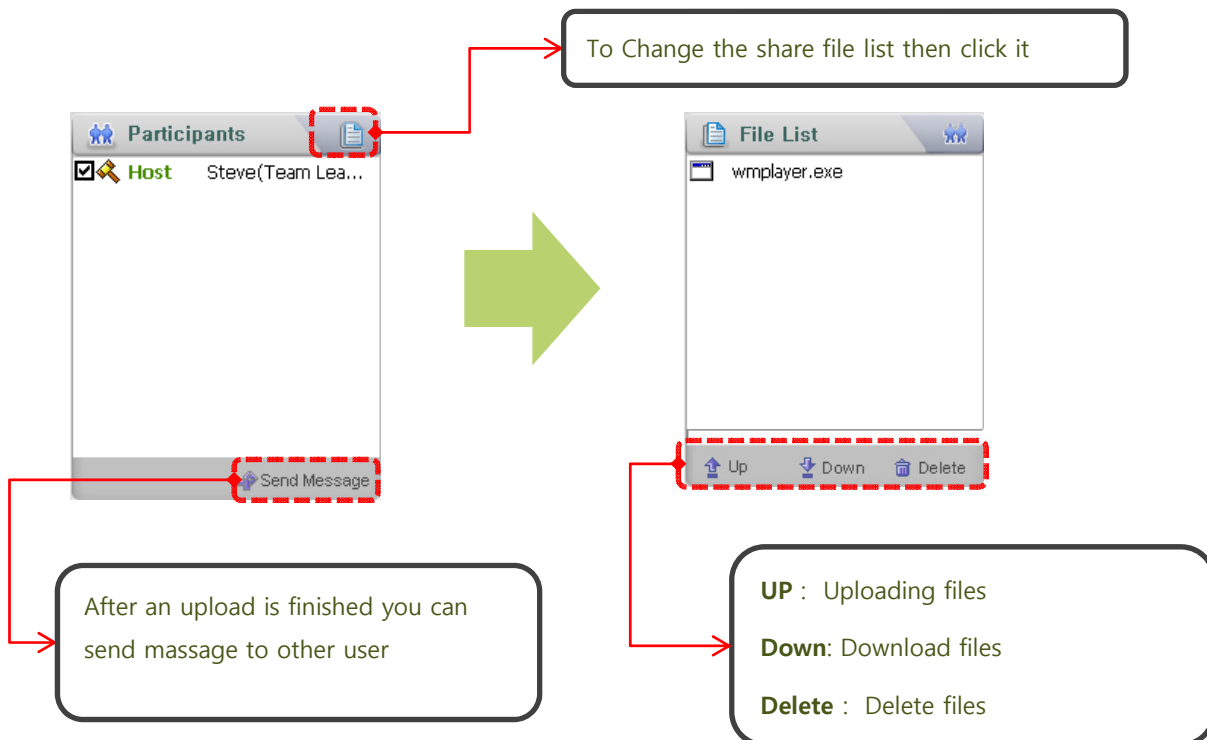 To Change the share file list then click it
Participants
Host Steve(Team Lea...
Send Message
File List
wmplayer.exe
Up Down Delete
After an upload is finished you can
send massage to other user
UP : Uploading files
Down: Download files
Delete : Delete files